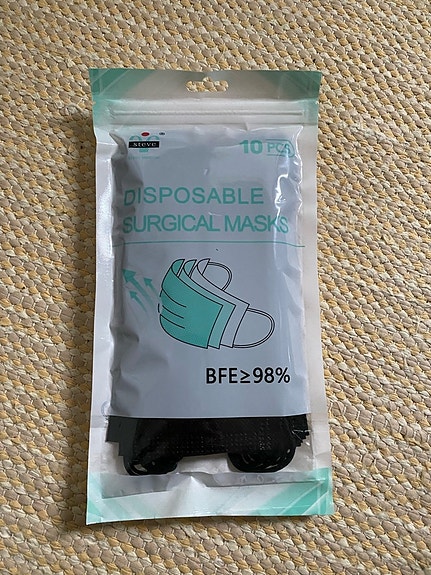 steve
®
10 PCS
DISPOSABLE
SURGICAL MASKS
BFE≥98%